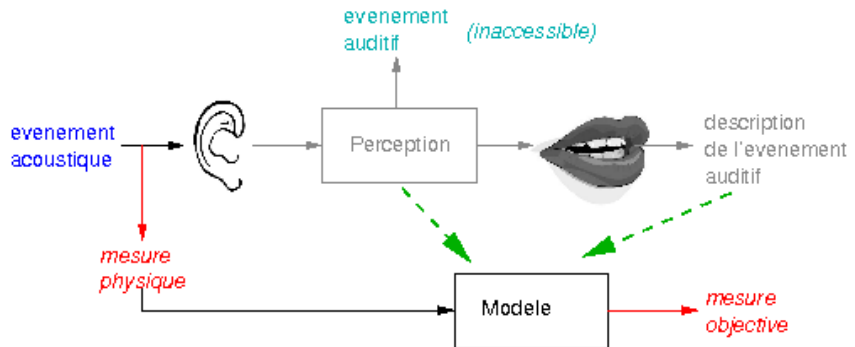 evenement
auditif
(inaccessible)
evenement
acoustique
Perception
description
de l'evenement
auditif
mesure
physique
Modele
mesure
objective